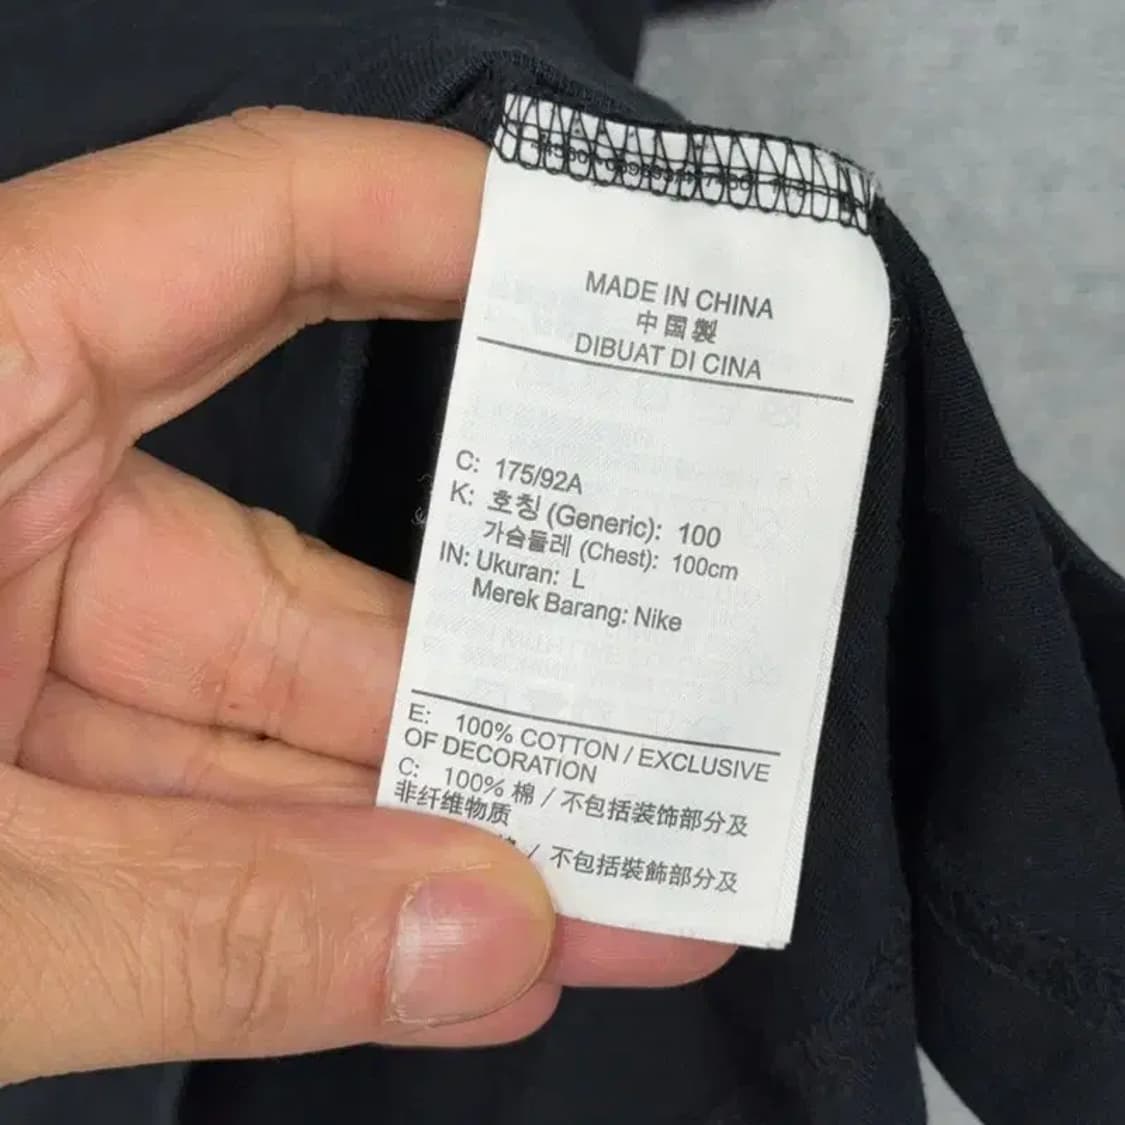 MADE IN CHINA
中国製
DIBUAT DI CINA
C: 175/92A
K: 호칭 (Generic): 100
가슴둘레 (Chest): 100cm
IN: Ukuran: L
Merek Barang: Nike
E: 100% COTTON / EXCLUSIVE
OF DECORATION
C: 100% 棉 / 不包括装饰部分及
非纤维物质
/ 不包括裝飾部分及